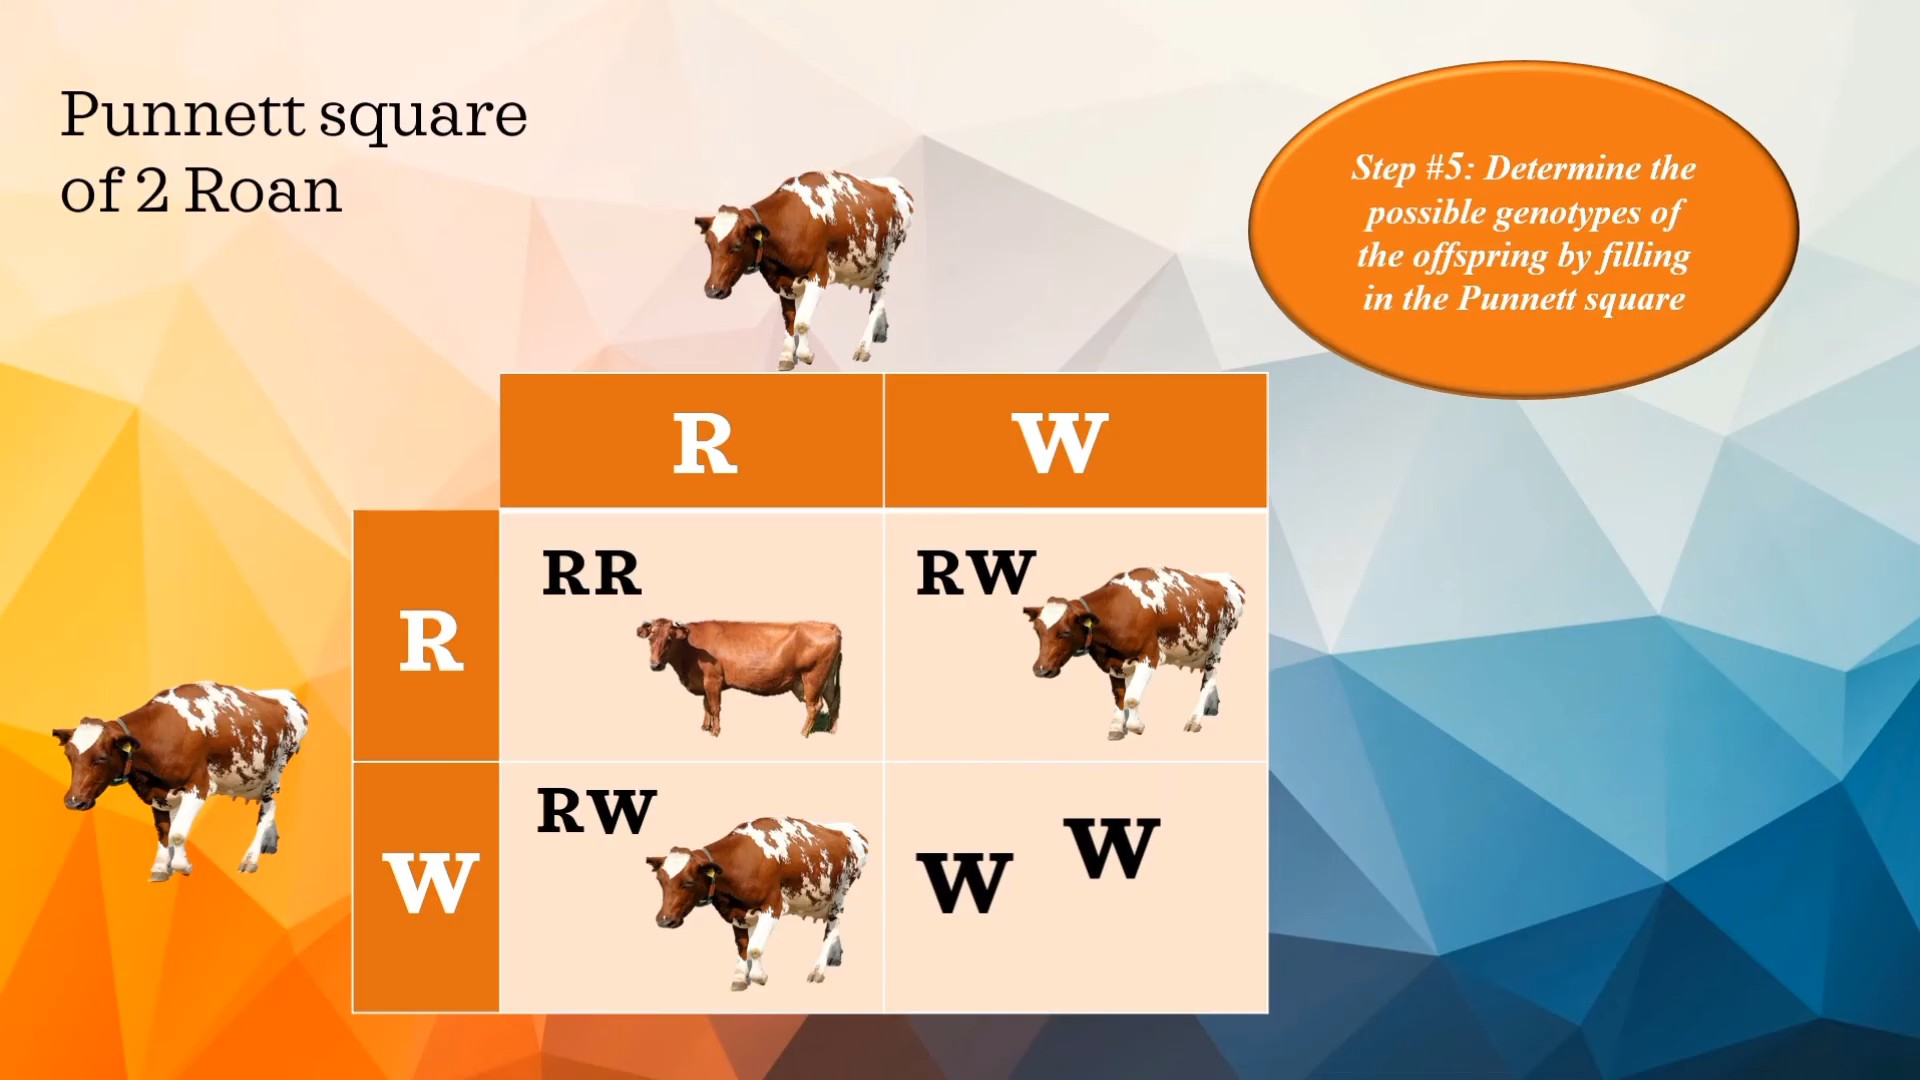 Punnett square
of 2 Roan
Step #5: Determine the
possible genotypes of
the offspring by filling
in the Punnett square
R W
R RR RW
W RW W W